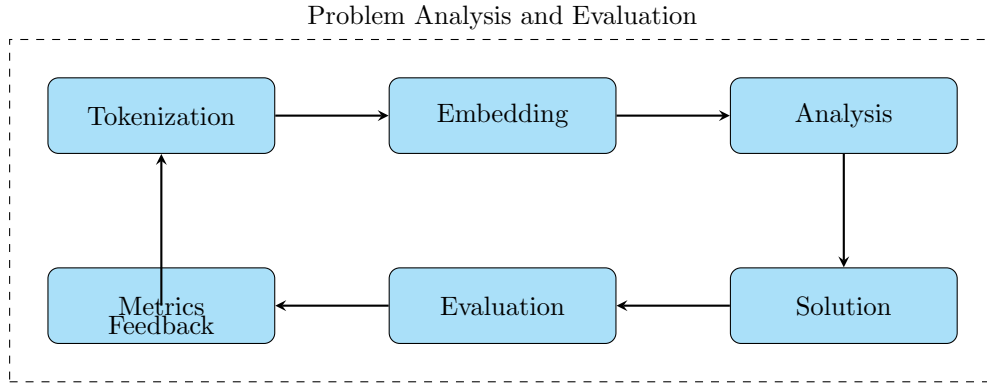 Problem Analysis and Evaluation
Tokenization
Embedding
Analysis
Metrics
Feedback
Evaluation
Solution